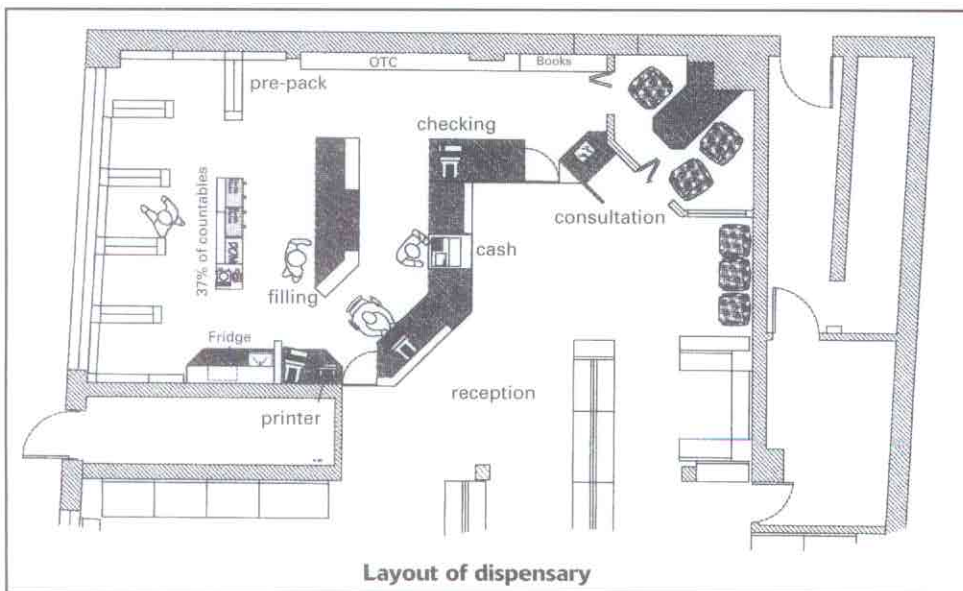 OTC
Books
pre-pack
checking
37% of countables
consultation
cash
filling
Fridge
reception
printer
Layout of dispensary